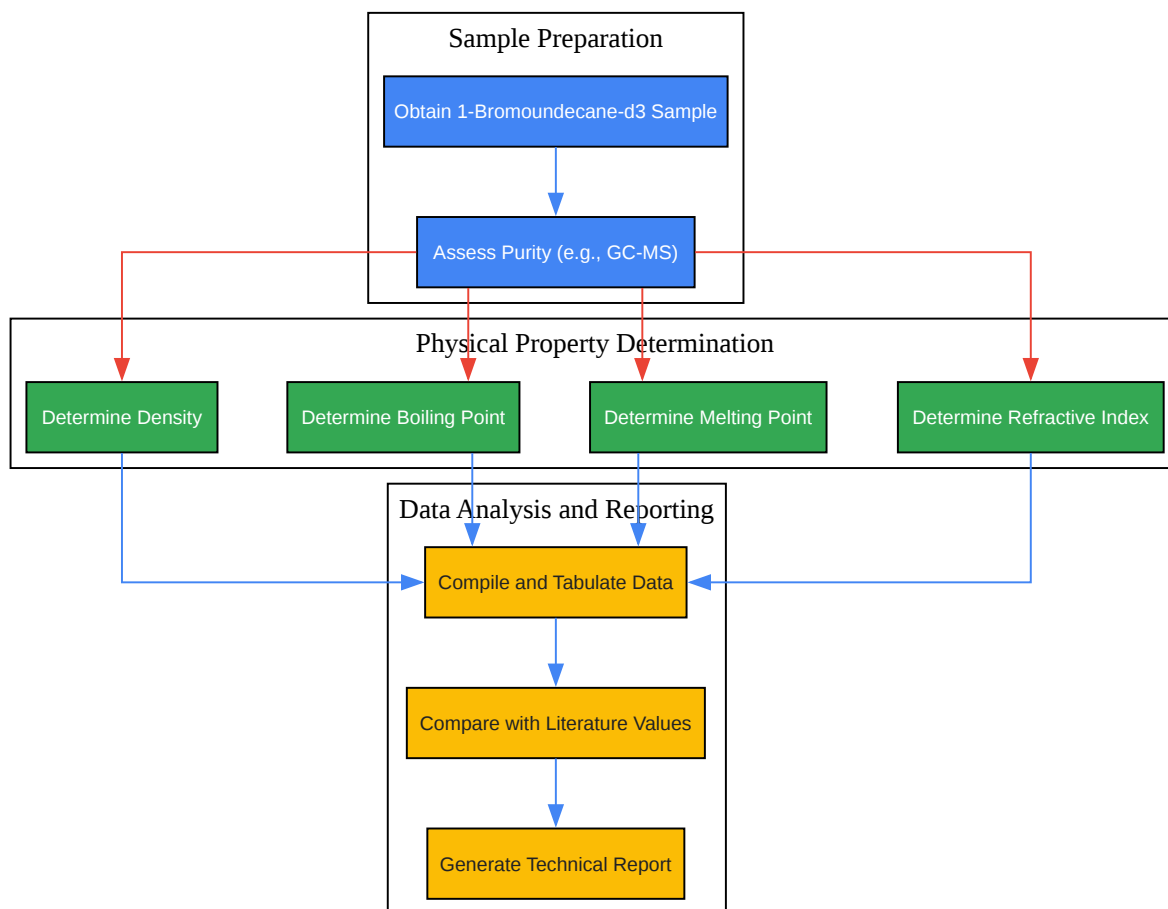 Sample Preparation
Obtain 1-Bromoundecane-d3 Sample
Assess Purity (e.g., GC-MS)
Physical Property Determination
Determine Density
Determine Boiling Point
Determine Melting Point
Determine Refractive Index
Data Analysis and Reporting
Compile and Tabulate Data
Compare with Literature Values
Generate Technical Report